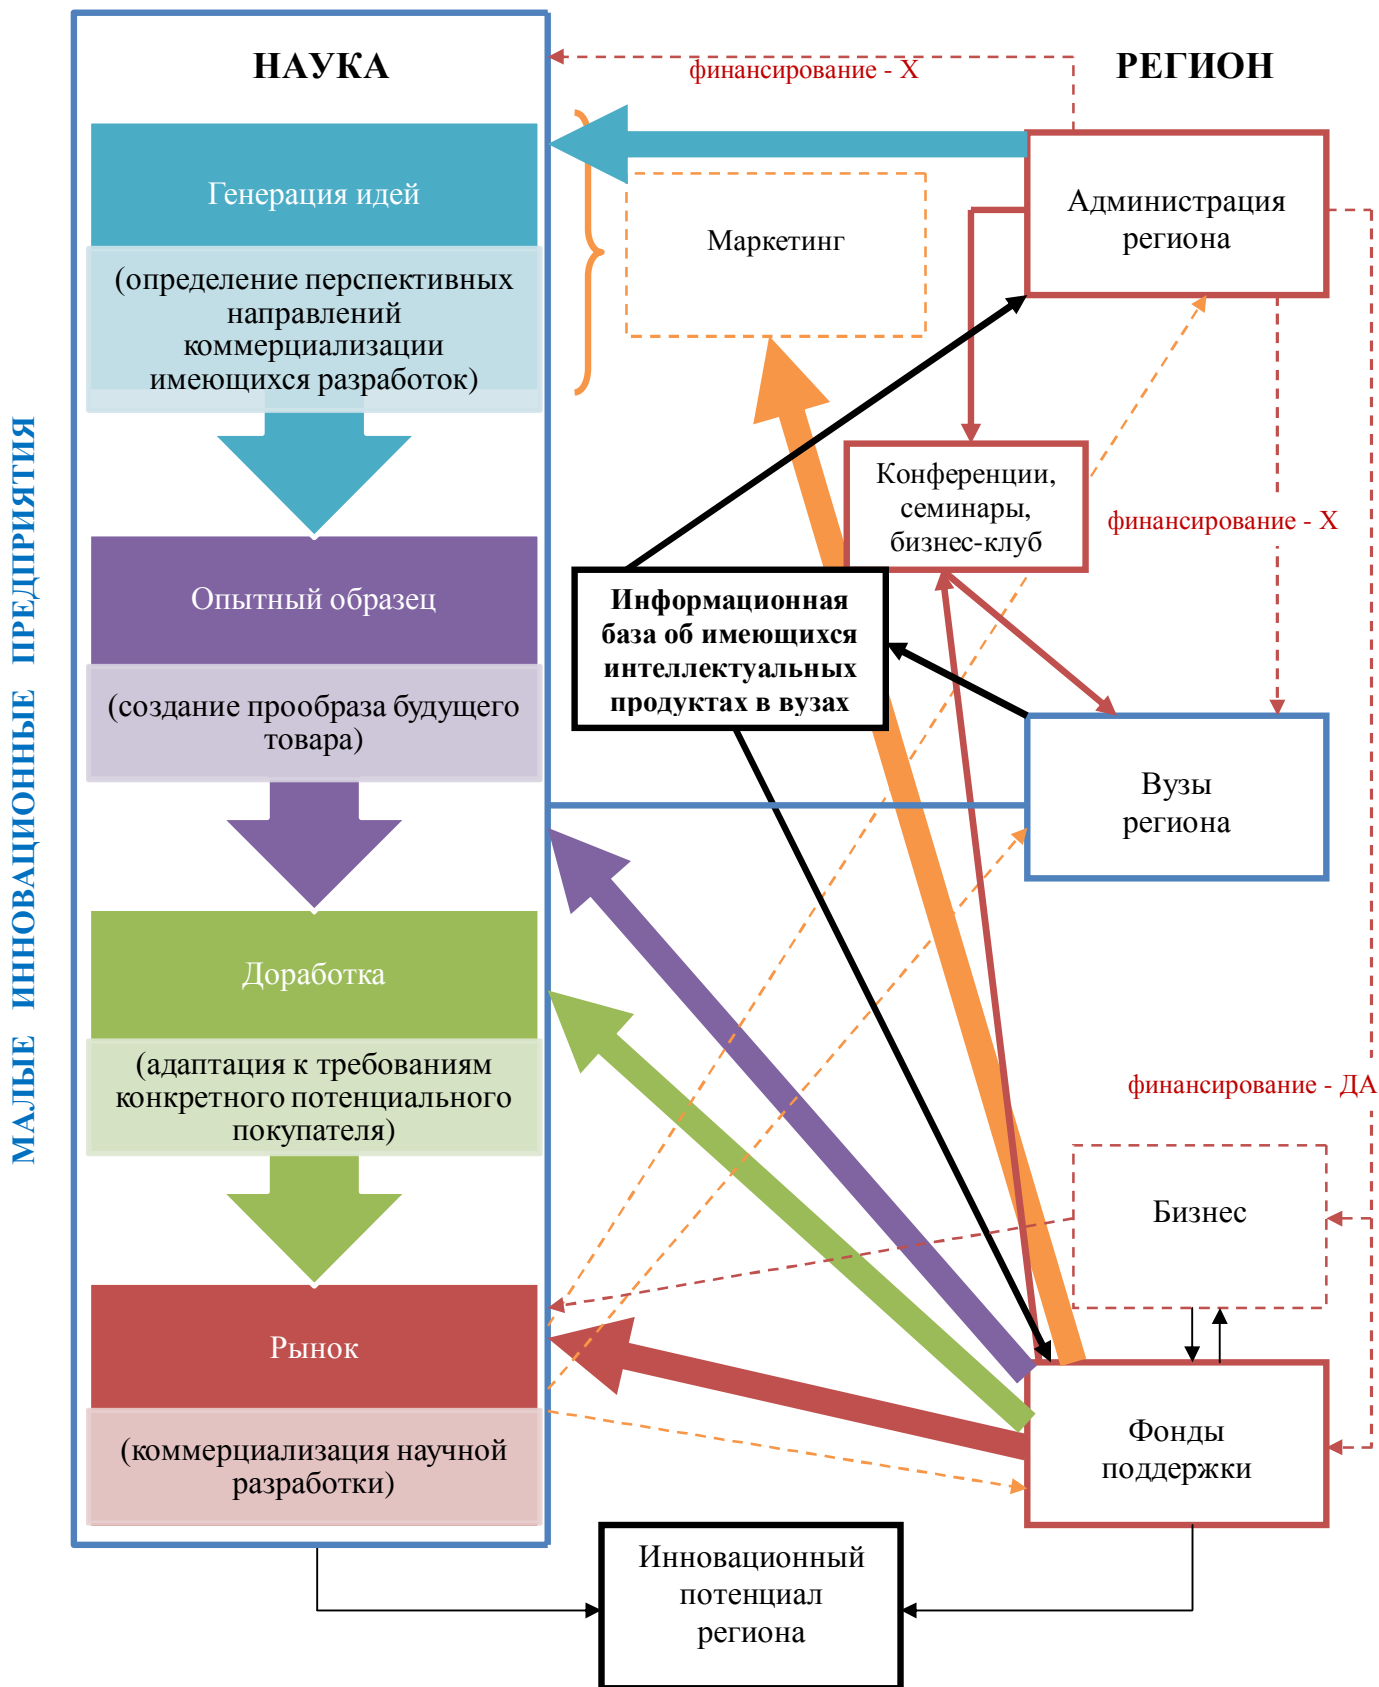 НАУКА
финансирование - Х
РЕГИОН
Генерация идей
(определение перспективных
направлений
коммерциализации
имеющихся разработок)
Маркетинг
Администрация
региона
Конференции,
семинары,
бизнес-клуб
финансирование - Х
МАЛЫЕ ИННОВАЦИОННЫЕ ПРЕДПРИЯТИЯ
Опытный образец
(создание прообраза будущего
товара)
Информационная
база об имеющихся
интеллектуальных
продуктах в вузах
Вузы
региона
Доработка
(адаптация к требованиям
конкретного потенциального
покупателя)
финансирование - ДА
Бизнес
Рынок
(коммерциализация научной
разработки)
Фонды
поддержки
Инновационный
потенциал
региона